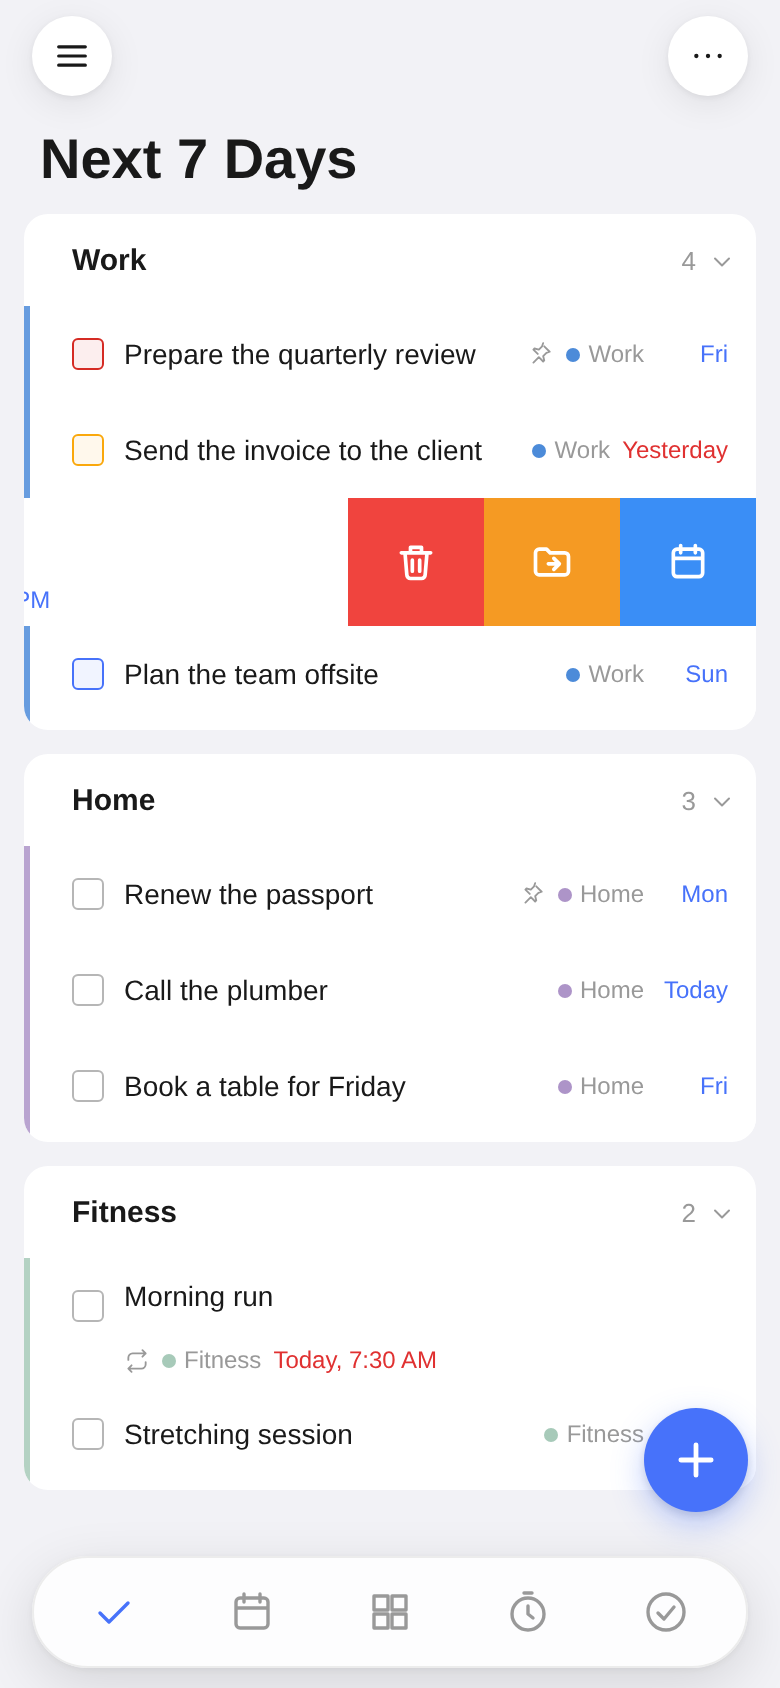 Next 7 Days
Work 4
Prepare the quarterly review Work Fri
Send the invoice to the client Work Yesterday
PM
Plan the team offsite Work Sun
Home 3
Renew the passport Home Mon
Call the plumber Home Today
Book a table for Friday Home Fri
Fitness 2
Morning run
Fitness Today, 7:30 AM
Stretching session Fitness